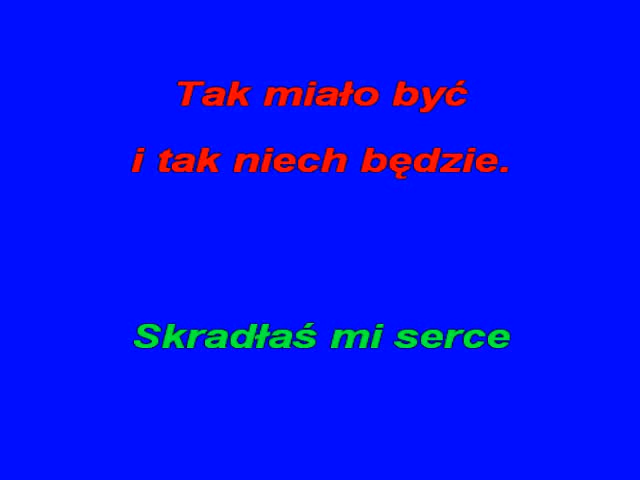 Tak miało być
i tak niech będzie.
Skradłaś mi serce